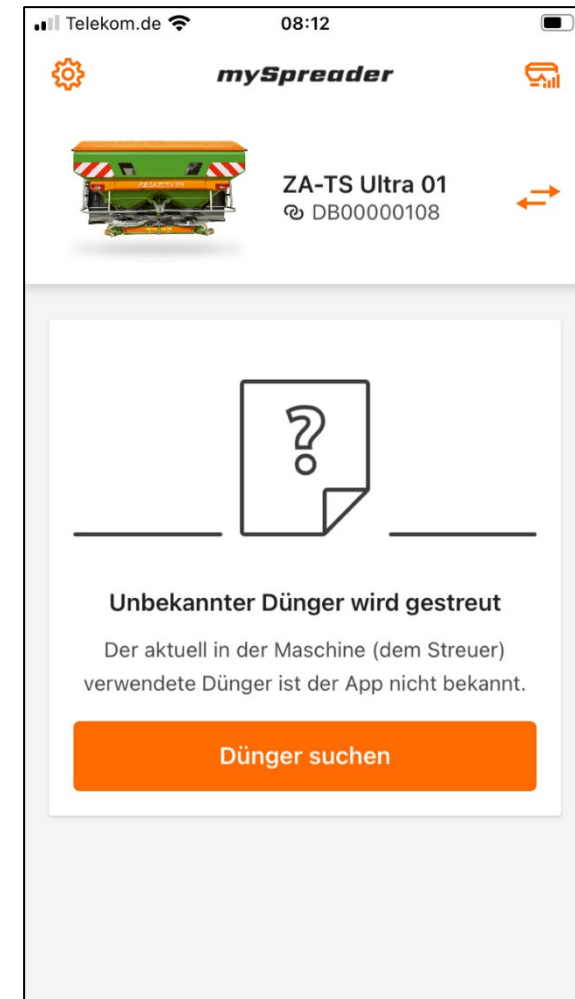 Telekom.de 08:12
mySpreader
ZA-TS Ultra 01
DB00000108
?
Unbekannter Dünger wird gestreut
Der aktuell in der Maschine (dem Streuer)
verwendete Dünger ist der App nicht bekannt.
Dünger suchen